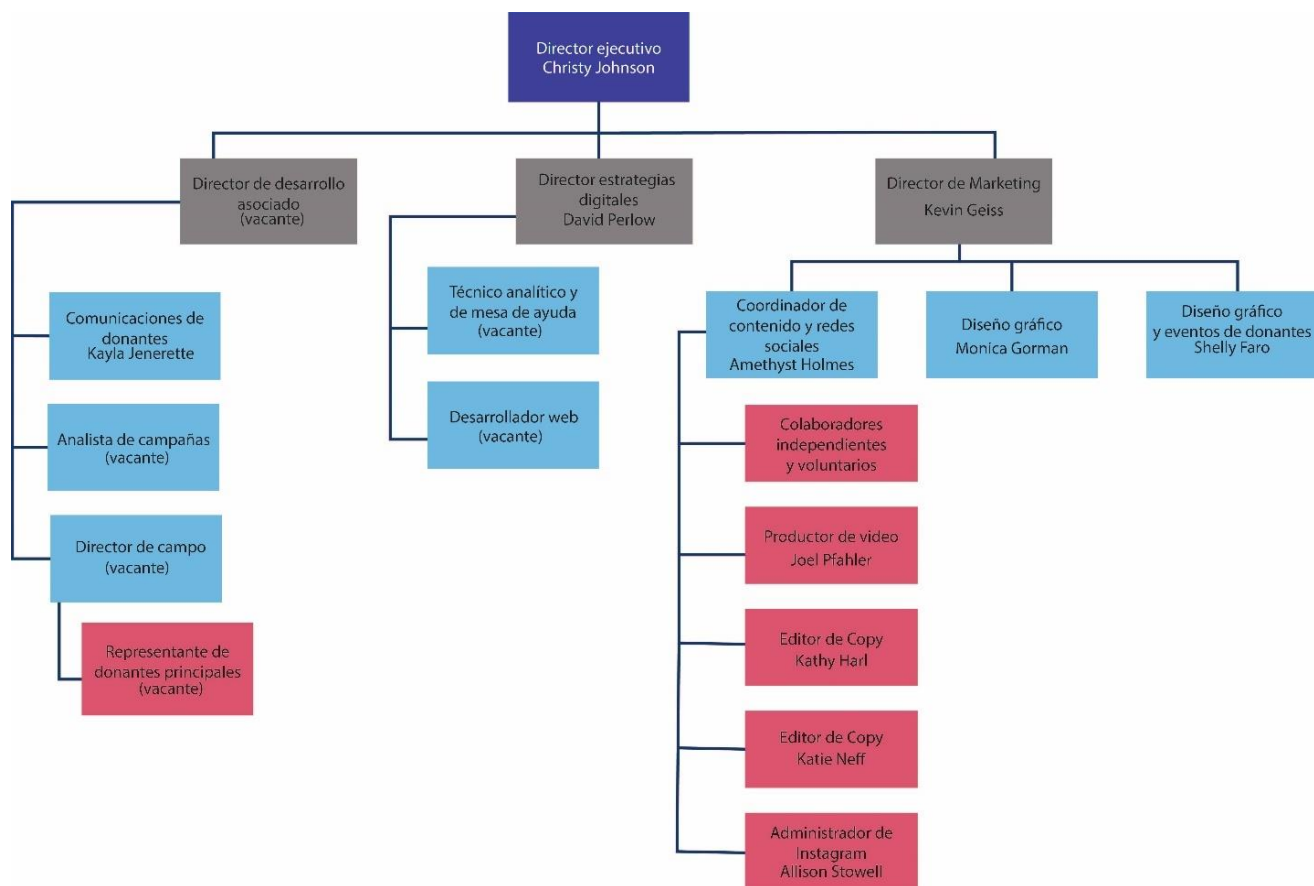 Director ejecutivo
Christy Johnson
Director de desarrollo
asociado
(vacante)
Director estrategias
digitales
David Perlow
Director de Marketing
Kevin Geiss
Comunicaciones de
donantes
Kayla Jenerette
Analista de campañas
(vacante)
Director de campo
(vacante)
Representante de
donantes principales
(vacante)
Técnico analítico y
de mesa de ayuda
(vacante)
Desarrollador web
(vacante)
Coordinador de
contenido y redes
sociales
Amethyst Holmes
Diseño gráfico
Monica Gorman
Diseño gráfico
y eventos de donantes
Shelly Faro
Colaboradores
independientes
y voluntarios
Productor de video
Joel Pfahler
Editor de Copy
Kathy Harl
Editor de Copy
Katie Neff
Administrador de
Instagram
Allison Stowell